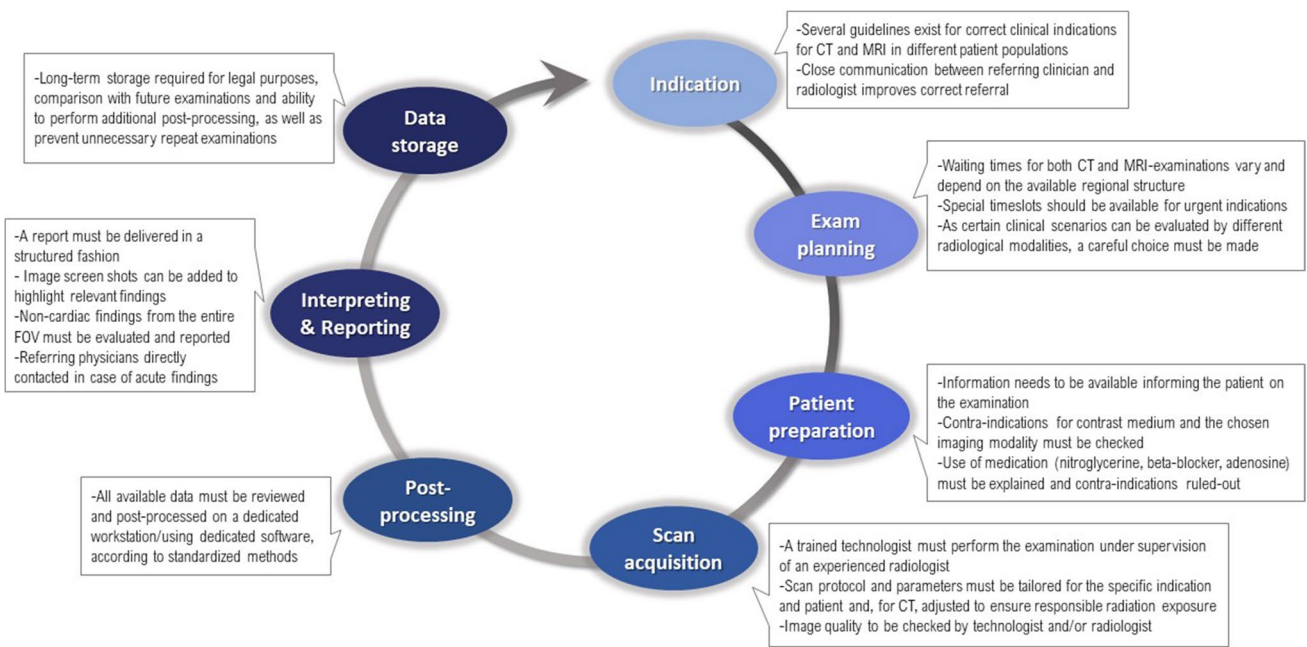 Indication
-Several guidelines exist for correct clinical indications
for CT and MRI in different patient populations
-Close communication between referring clinician and
radiologist improves correct referral
Exam
planning
-Waiting times for both CT and MRI-examinations vary and
depend on the available regional structure
-Special timeslots should be available for urgent indications
-As certain clinical scenarios can be evaluated by different
radiological modalities, a careful choice must be made
Patient
preparation
-Information needs to be available informing the patient on
the examination
-Contra-indications for contrast medium and the chosen
imaging modality must be checked
-Use of medication (nitroglycerine, beta-blocker, adenosine)
must be explained and contra-indications ruled-out
Scan
acquisition
-A trained technologist must perform the examination under supervision
of an experienced radiologist
-Scan protocol and parameters must be tailored for the specific indication
and patient and, for CT, adjusted to ensure responsible radiation exposure
-Image quality to be checked by technologist and/or radiologist
Post-
processing
-All available data must be reviewed
and post-processed on a dedicated
workstation/using dedicated software,
according to standardized methods
Interpreting
& Reporting
-A report must be delivered in a
structured fashion
- Image screen shots can be added to
highlight relevant findings
-Non-cardiac findings from the entire
FOV must be evaluated and reported
-Referring physicians directly
contacted in case of acute findings
Data
storage
-Long-term storage required for legal purposes,
comparison with future examinations and ability
to perform additional post-processing, as well as
prevent unnecessary repeat examinations